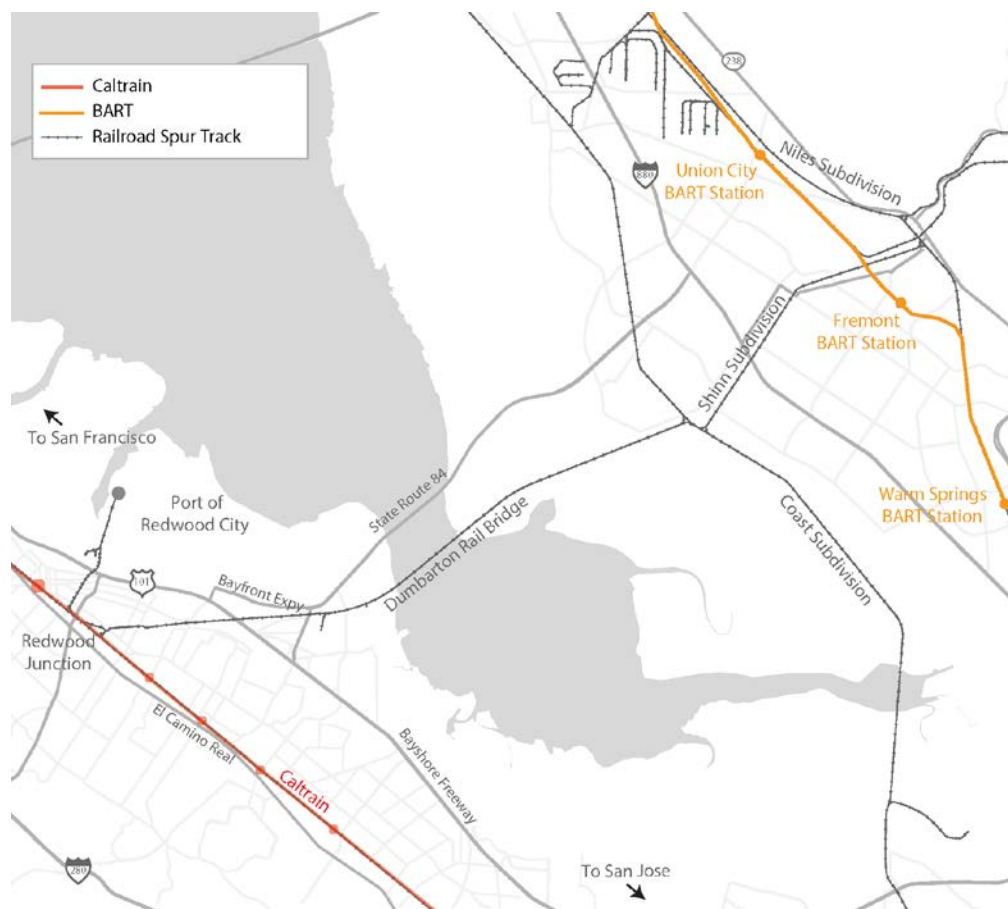 Caltrain
BART
Railroad Spur Track
238
Niles Subdivision
880
Union City
BART Station
Fremont
BART Station
Shinn Subdivision
To San Francisco
Port of
Redwood City
State Route 84
Dumbarton Rail Bridge
Warm Springs
BART Station
Coast Subdivision
101
Bayfront Expy
Redwood
Junction
El Camino Real
Caltrain
Bayshore Freeway
280
To San Jose